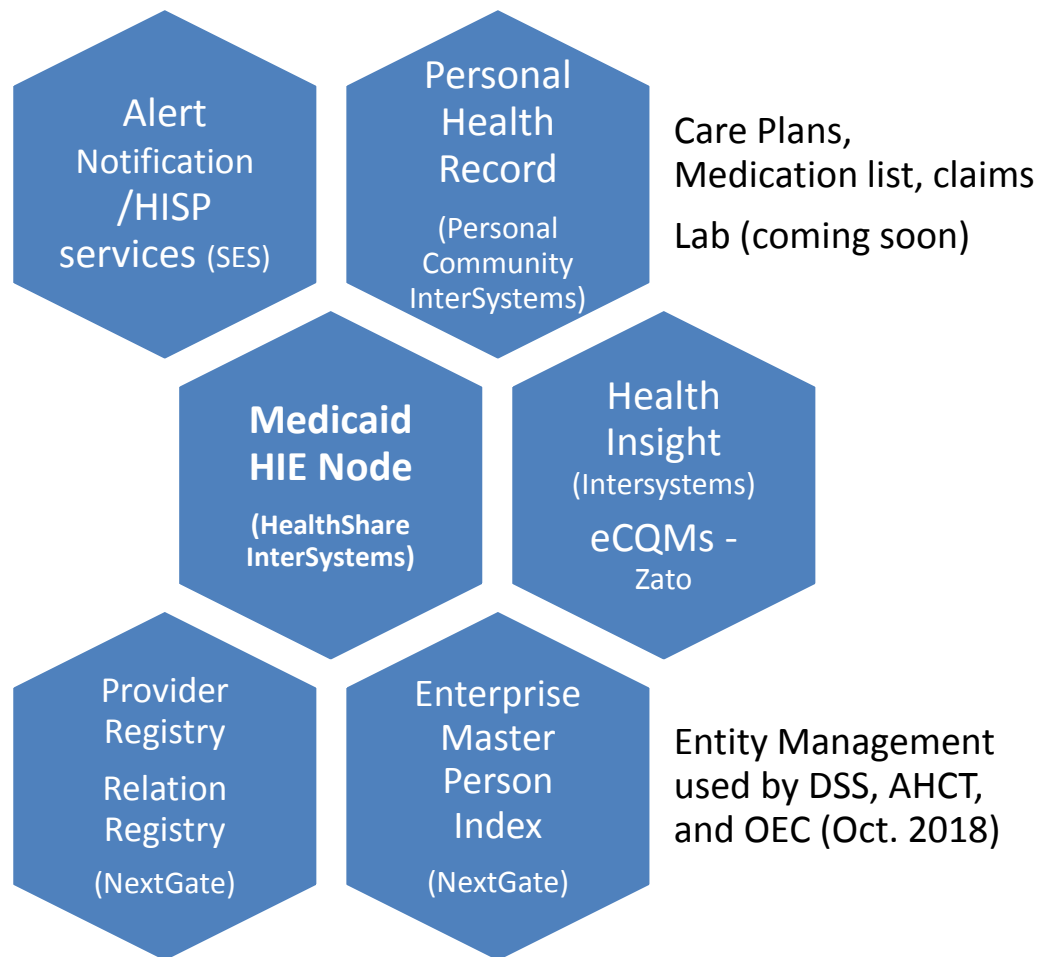 Alert
Notification
/HISP
services (SES)
Personal
Health
Record
(Personal
Community
InterSystems)
Care Plans,
Medication list, claims
Lab (coming soon)
Medicaid
HIE Node
(HealthShare
InterSystems)
Health
Insight
(Intersystems)
eCQMs -
Zato
Provider
Registry
Relation
Registry
(NextGate)
Enterprise
Master
Person
Index
(NextGate)
Entity Management
used by DSS, AHCT,
and OEC (Oct. 2018)